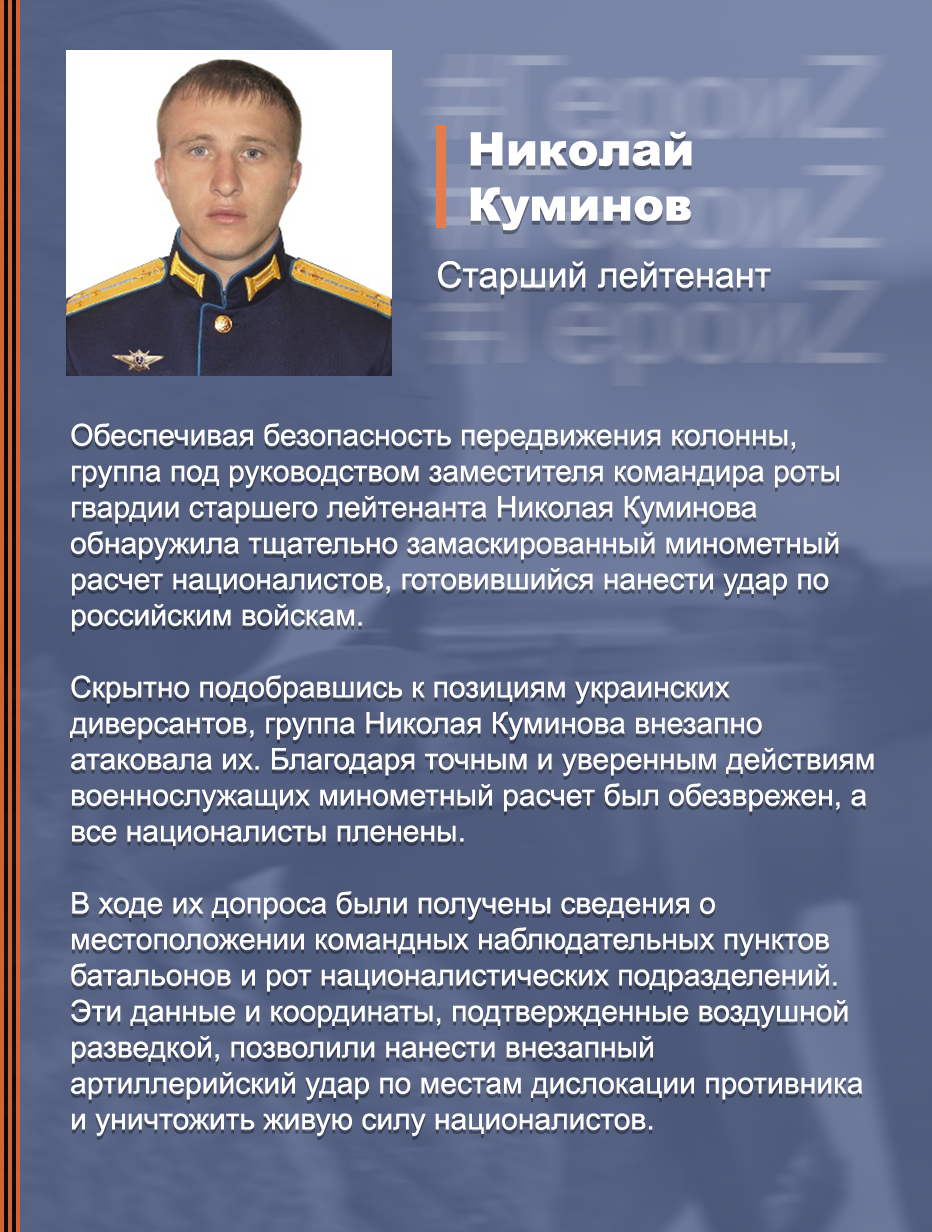 #ГероиZ
Николай
#ГероиZ
Куминов
Старший лейтенант
#ГероиZ
Обеспечивая безопасность передвижения колонны,
группа под руководством заместителя командира роты
гвардии старшего лейтенанта Николая Куминова
обнаружила тщательно замаскированный минометный
расчет националистов, готовившийся нанести удар по
российским войскам.
Скрытно подобравшись к позициям украинских
диверсантов, группа Николая Куминова внезапно
атаковала их. Благодаря точным и уверенным действиям
военнослужащих минометный расчет был обезврежен, а
все националисты пленены.
В ходе их допроса были получены сведения о
местоположении командных наблюдательных пунктов
батальонов и рот националистических подразделений.
Эти данные и координаты, подтвержденные воздушной
разведкой, позволили нанести внезапный
артиллерийский удар по местам дислокации противника
и уничтожить живую силу националистов.